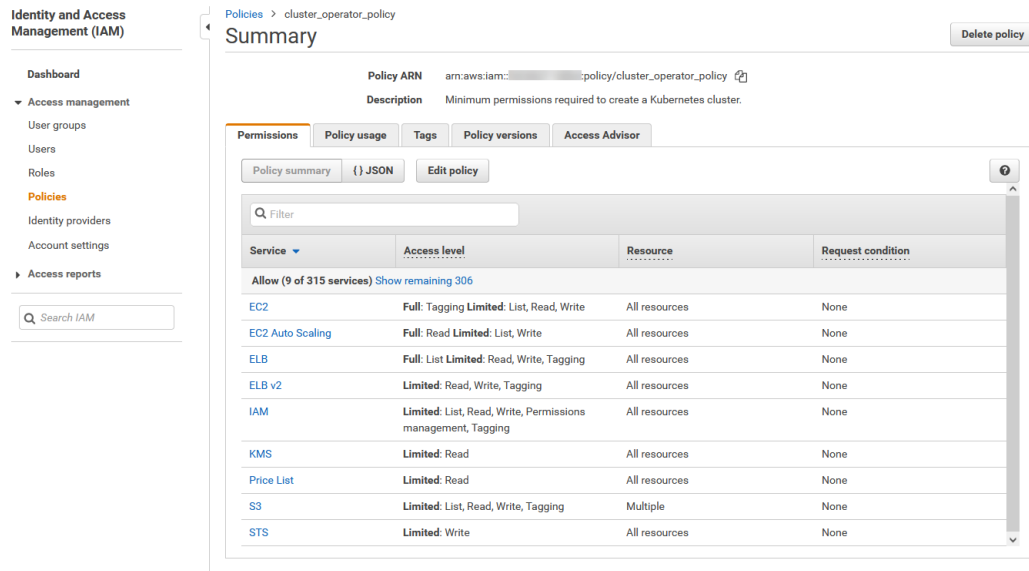 Identity and Access
Management (IAM)
Dashboard
Access management
User groups
Users
Roles
Policies
Identity providers
Account settings
Access reports
Search IAM
Policies > cluster_operator_policy
Summary
Delete policy
Policy ARN arn:aws:iam:: :policy/cluster_operator_policy
Description Minimum permissions required to create a Kubernetes cluster.
Permissions Policy usage Tags Policy versions Access Advisor
Policy summary {} JSON Edit policy
Filter
Service Access level Resource Request condition
Allow (9 of 315 services) Show remaining 306
EC2 Full: Tagging Limited: List, Read, Write All resources None
EC2 Auto Scaling Full: Read Limited: List, Write All resources None
ELB Full: List Limited: Read, Write, Tagging All resources None
ELB v2 Limited: Read, Write, Tagging All resources None
IAM Limited: List, Read, Write, Permissions All resources None
management, Tagging
KMS Limited: Read All resources None
Price List Limited: Read All resources None
S3 Limited: List, Read, Write, Tagging Multiple None
STS Limited: Write All resources None